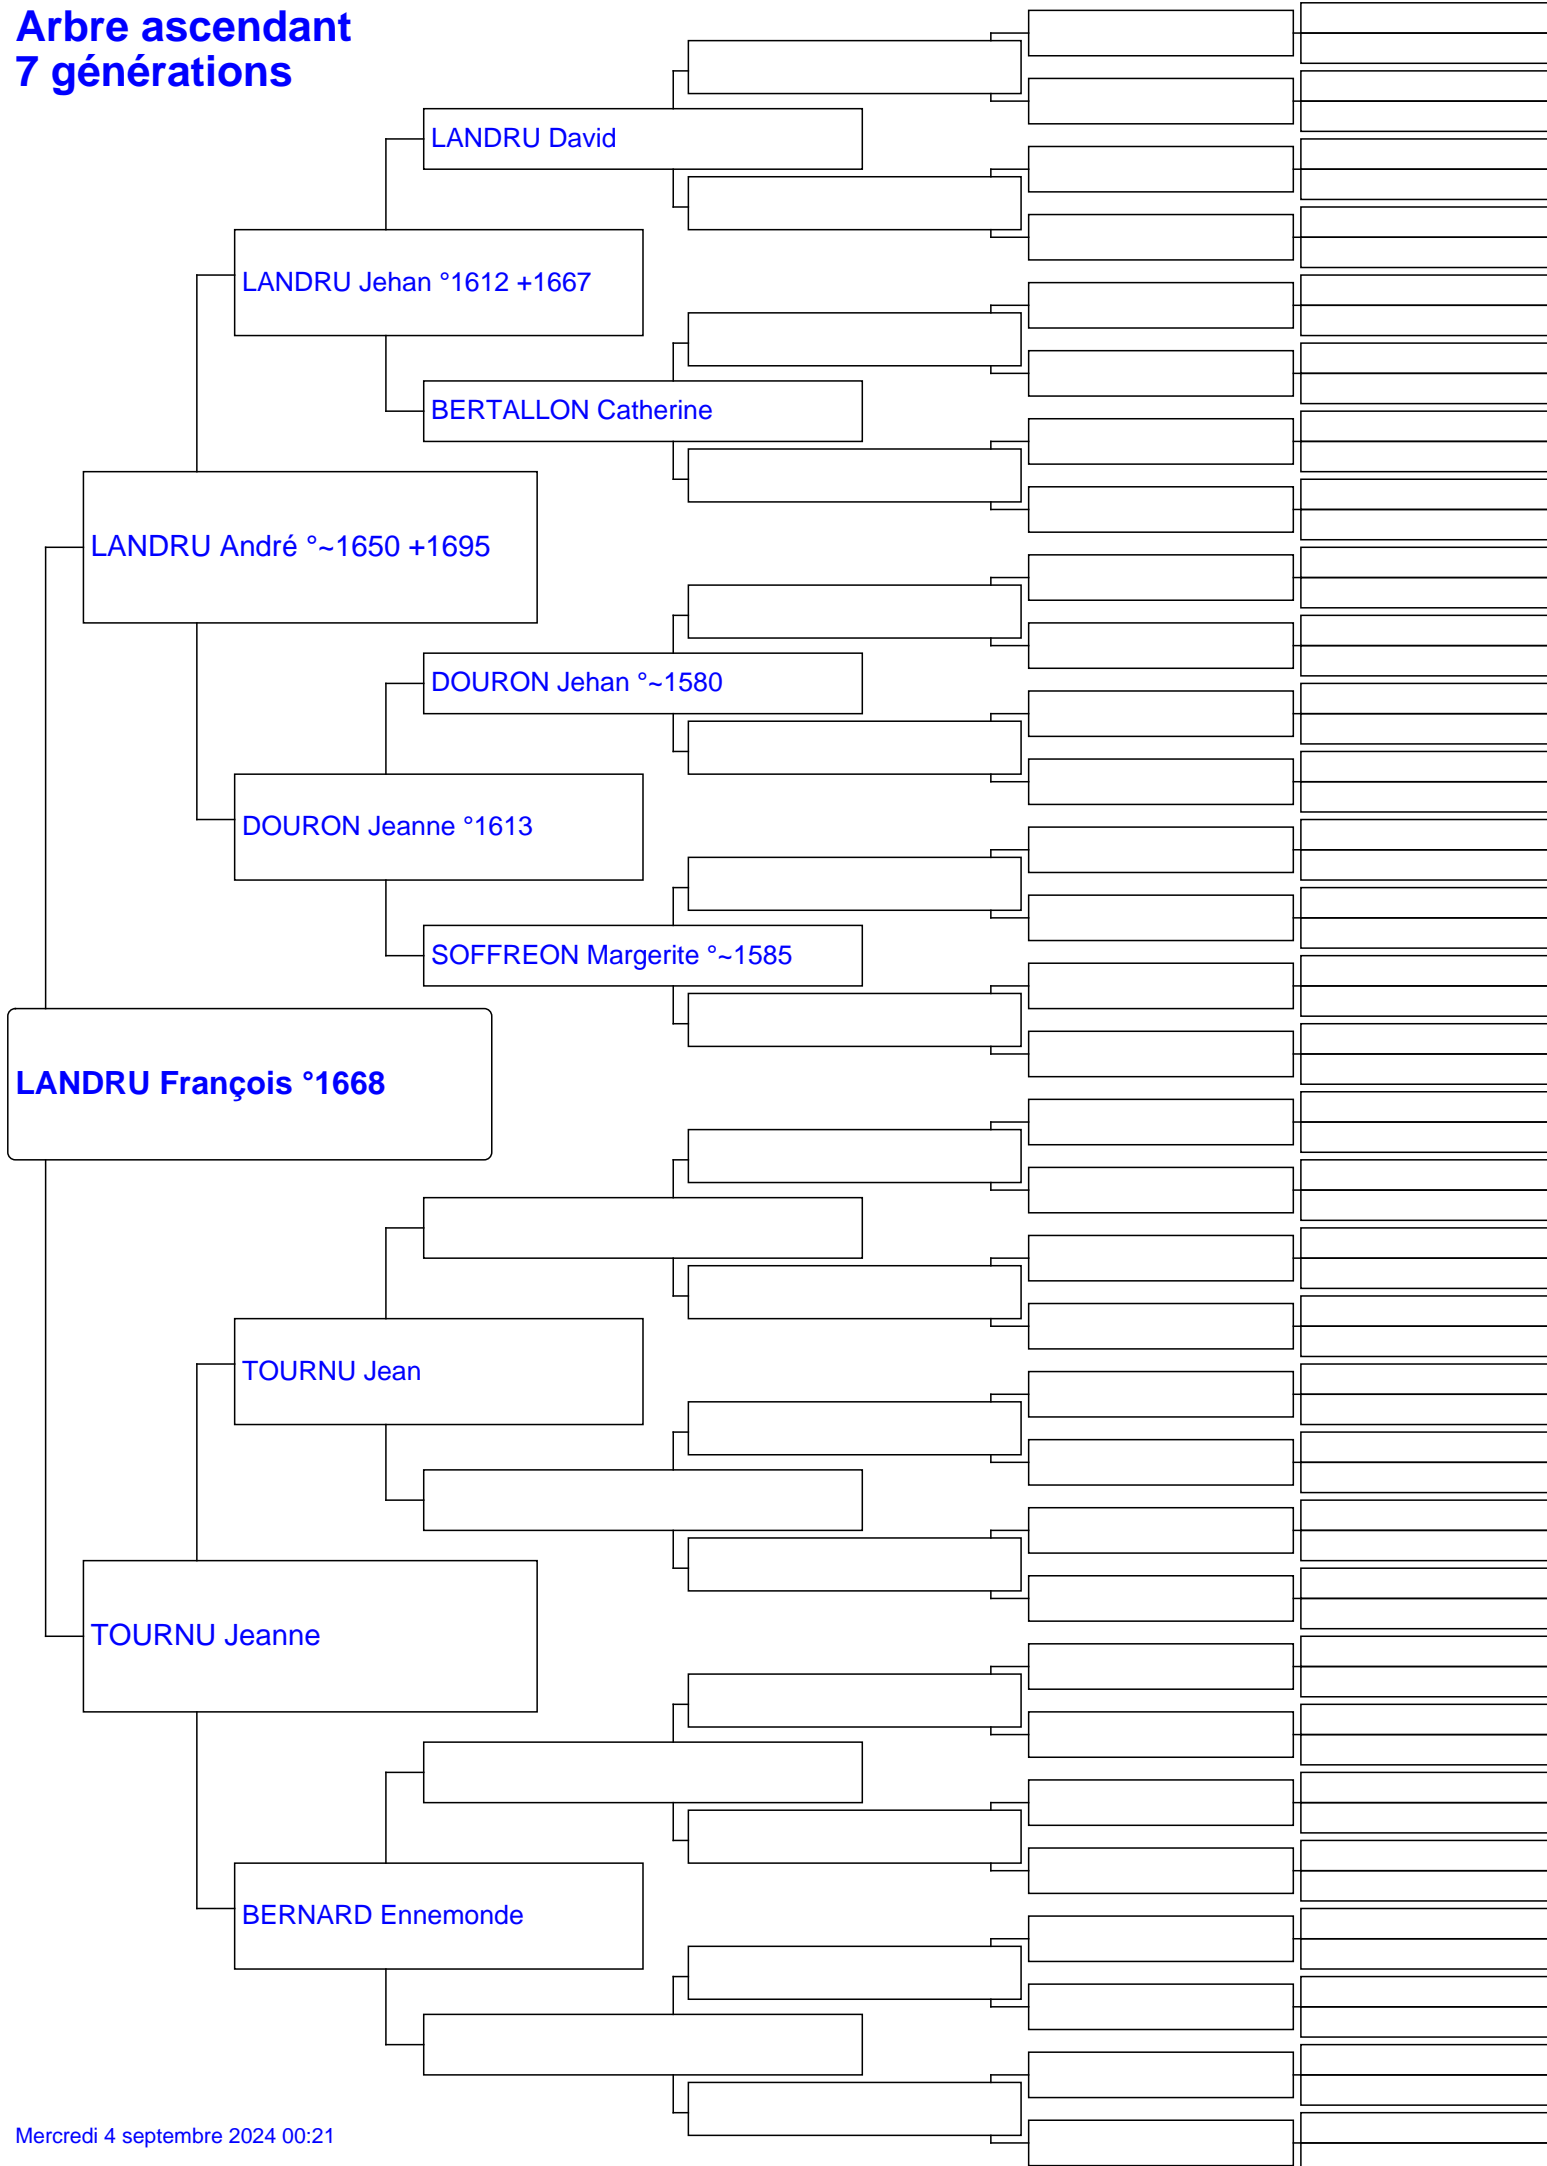 Arbre ascendant
7 générations
LANDRU David
LANDRU Jehan °1612 +1667
BERTALLON Catherine
LANDRU André °~1650 +1695
DOURON Jehan °~1580
DOURON Jeanne °1613
SOFFREON Margerite °~1585
LANDRU François °1668
TOURNU Jean
TOURNU Jeanne
BERNARD Ennemonde
Mercredi 4 septembre 2024 00:21